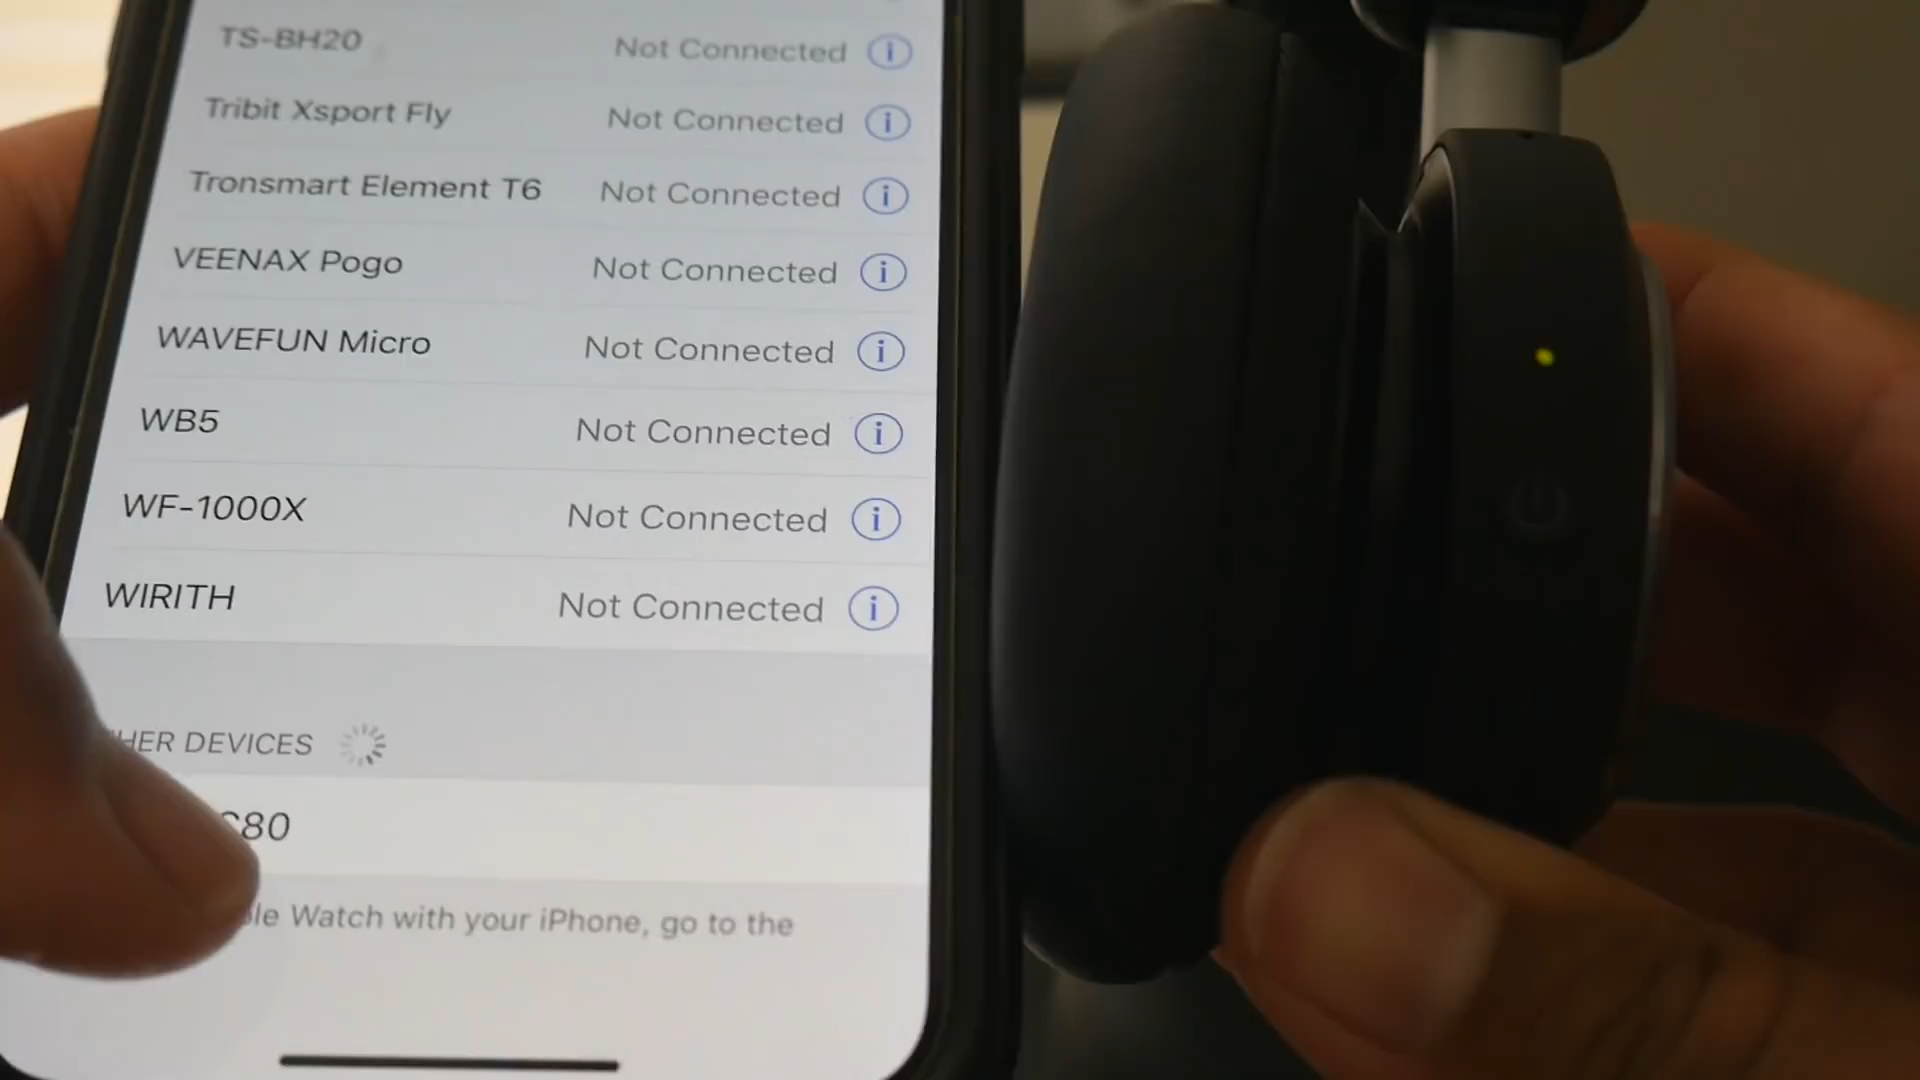 TS-BH20 Not Connected i
Tribit Xsport Fly Not Connected i
Tronsmart Element T6 Not Connected i
VEENAX Pogo Not Connected i
WAVEFUN Micro Not Connected i
WB5 Not Connected i
WF-1000X Not Connected i
WIRITH Not Connected i
HER DEVICES
80
le Watch with your iPhone, go to the